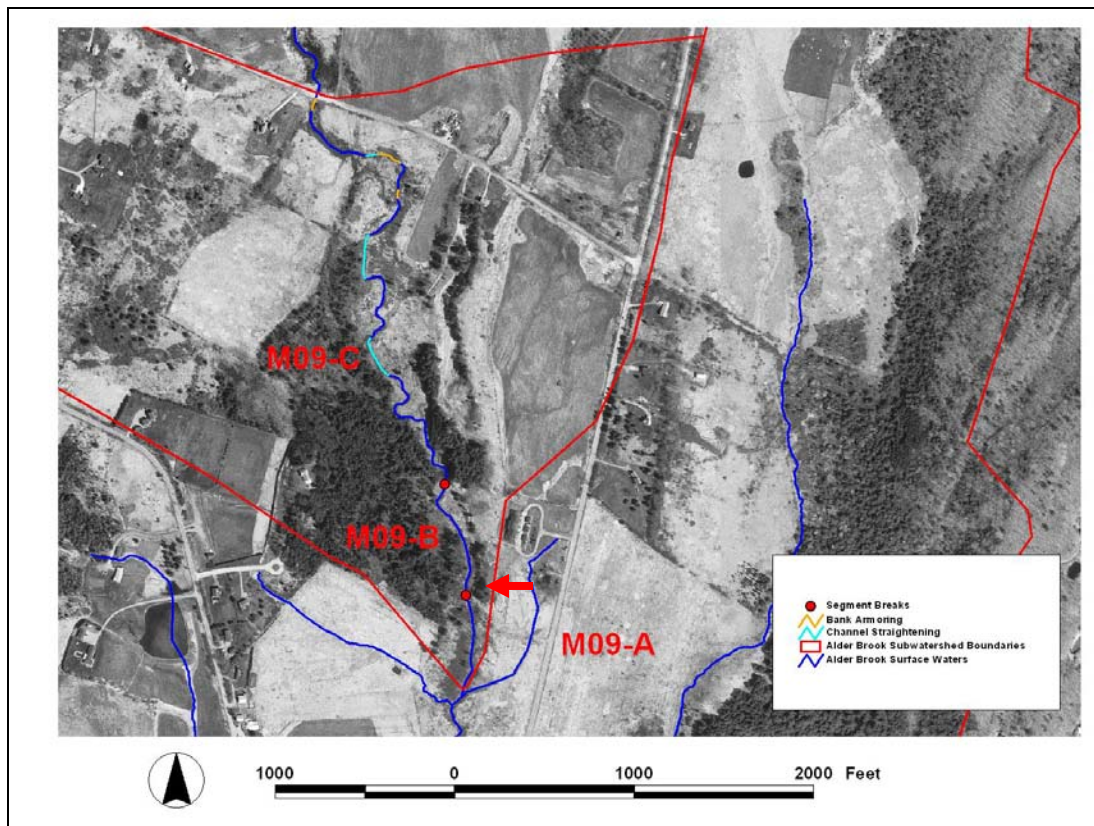 M09-C
M09-B
M09-A
Segment Breaks
Bank Armoring
Channel Straightening
Alder Brook Subwatershed Boundaries
Alder Brook Surface Waters
1000 0 1000 2000 Feet